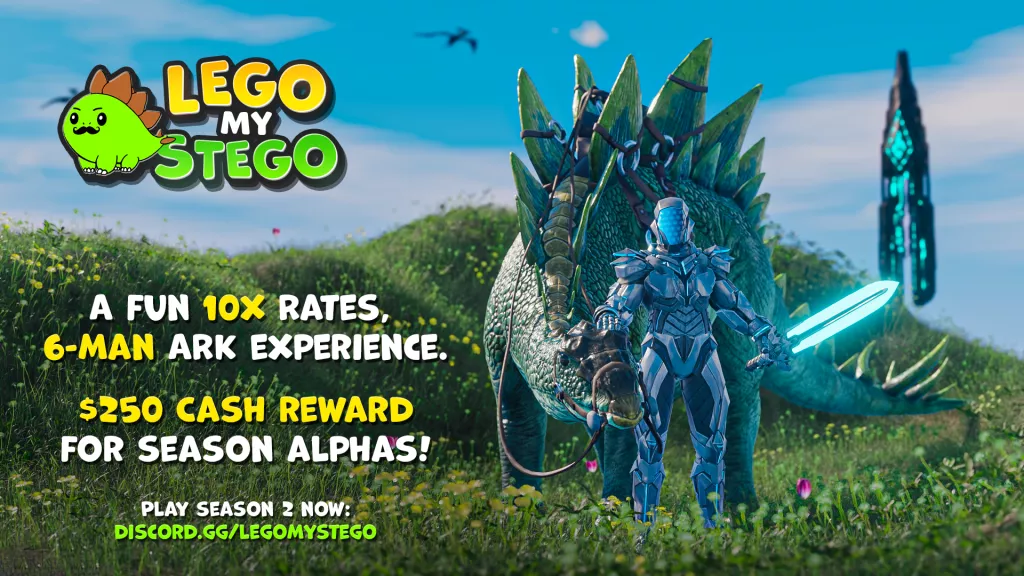 LEGO
MY
STEGO
A FUN 10X RATES,
6-MAN ARK EXPERIENCE.
$250 CASH REWARD
FOR SEASON ALPHAS!
PLAY SEASON 2 NOW:
DISCORD.GG/LEGOMYSTEGO